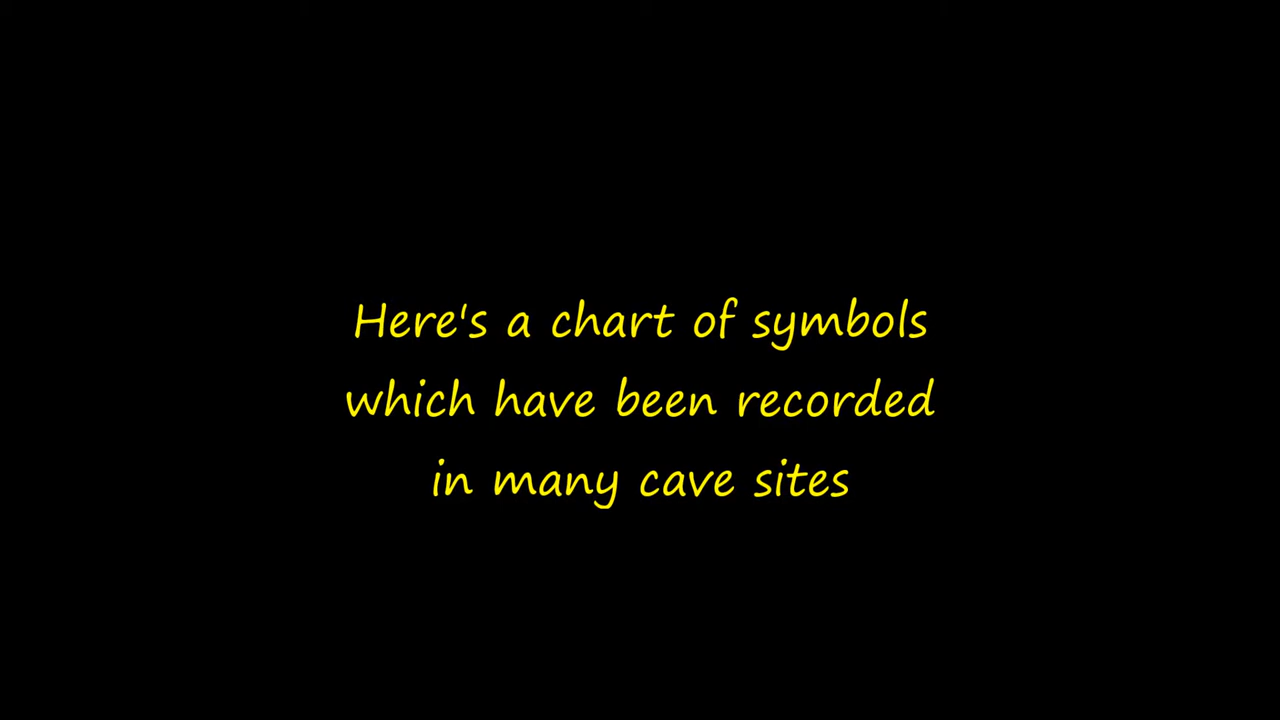 Here's a chart of symbols
which have been recorded
in many cave sites